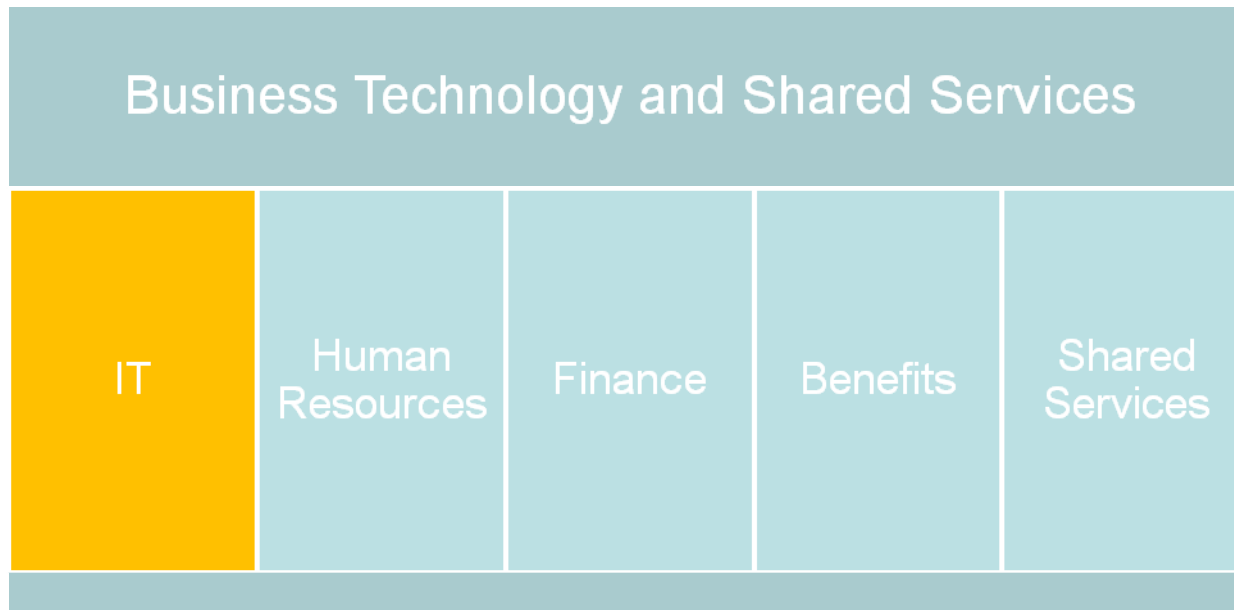 Business Technology and Shared Services
IT
Human
Resources
Finance
Benefits
Shared
Services